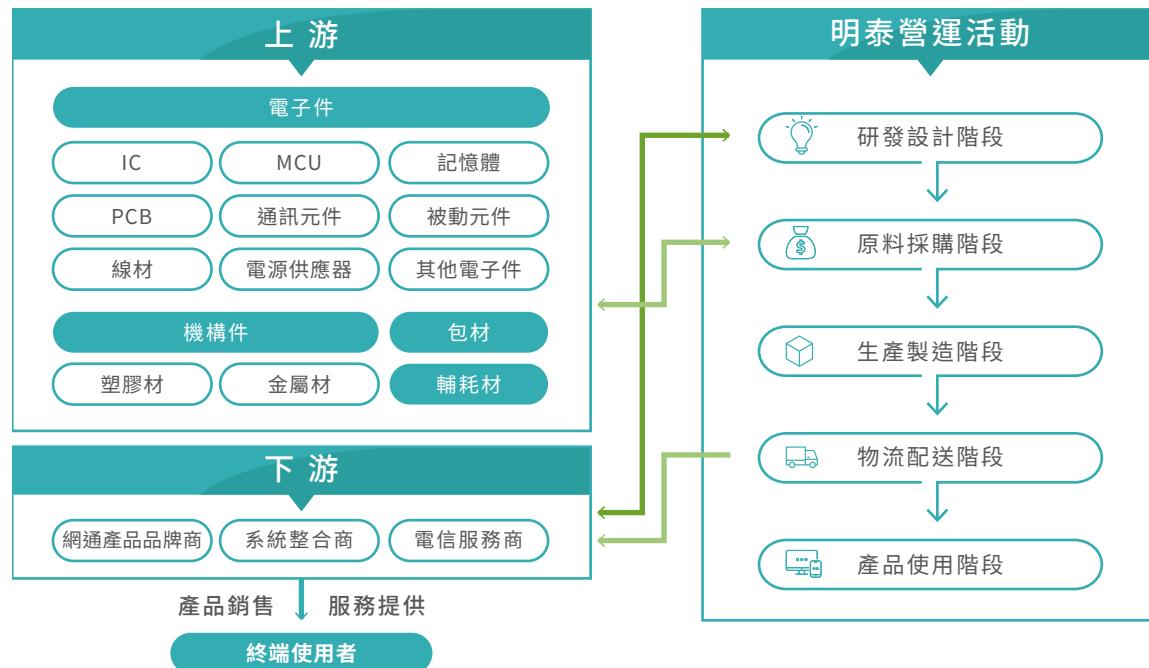 上游
電子件
IC
MCU
記憶體
PCB
通訊元件
被動元件
線材
電源供應器
其他電子件
機構件
包材
塑膠材
金屬材
輔耗材
下游
網通產品品牌商
系統整合商
電信服務商
產品銷售
服務提供
終端使用者
明泰營運活動
研發設計階段
$
原料採購階段
生產製造階段
物流配送階段
產品使用階段